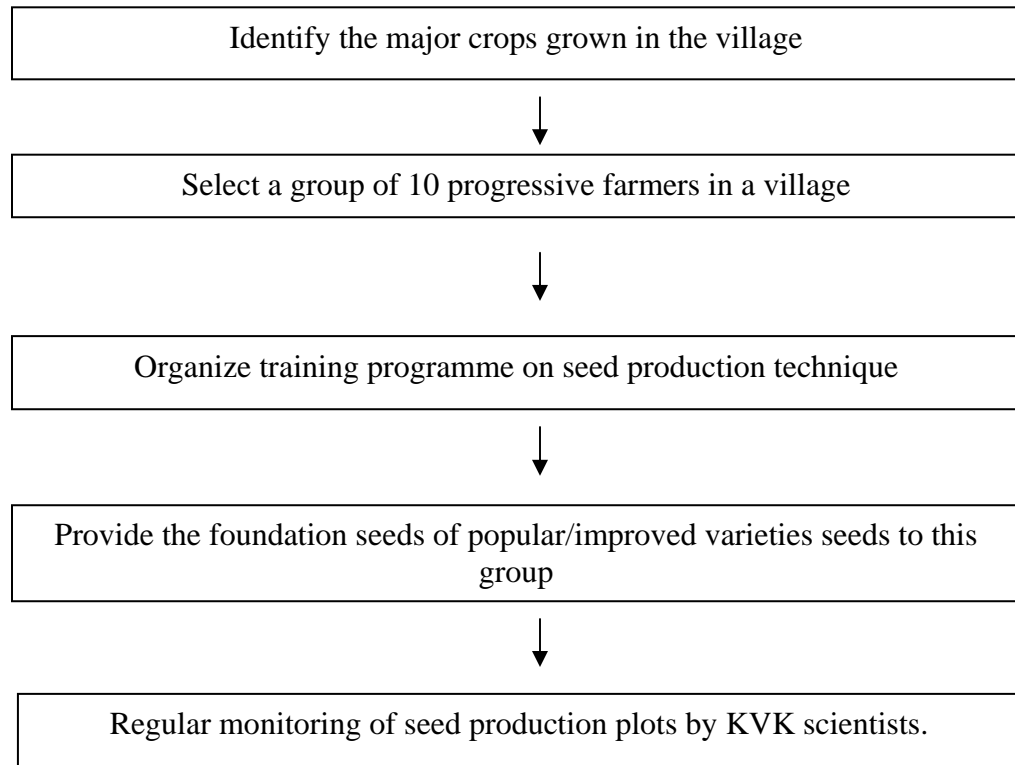 Identify the major crops grown in the village
Select a group of 10 progressive farmers in a village
Organize training programme on seed production technique
Provide the foundation seeds of popular/improved varieties seeds to this
group
Regular monitoring of seed production plots by KVK scientists.